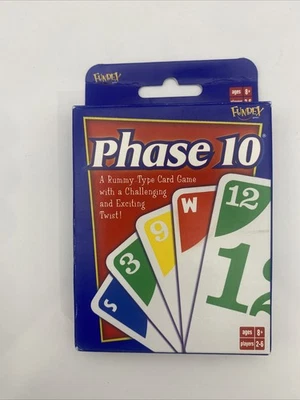 FUNDEX
ages 8+
FUNDEX
Phase 10
A Rummy Type Card Game
with a Challenging
and Exciting
Twist!
12
W
9
3
S
12
ages 8+
players 2-6